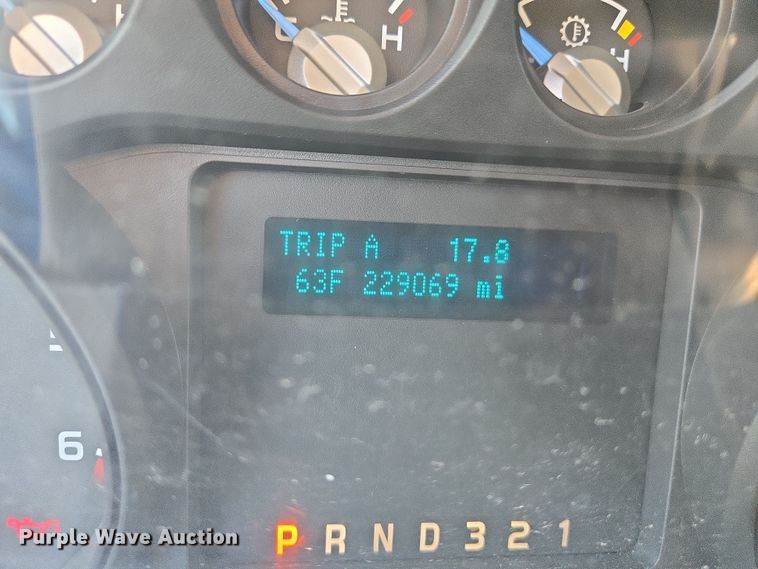 H
C H
H
TRIP A 17.8
63F 229069 mi
6
P R N D 3 2 1
Purple Wave Auction